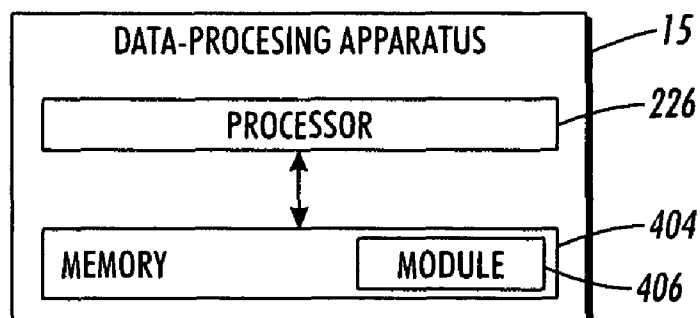 DATA-PROCESING APPARATUS
15
PROCESSOR
226
MEMORY
MODULE
404
406